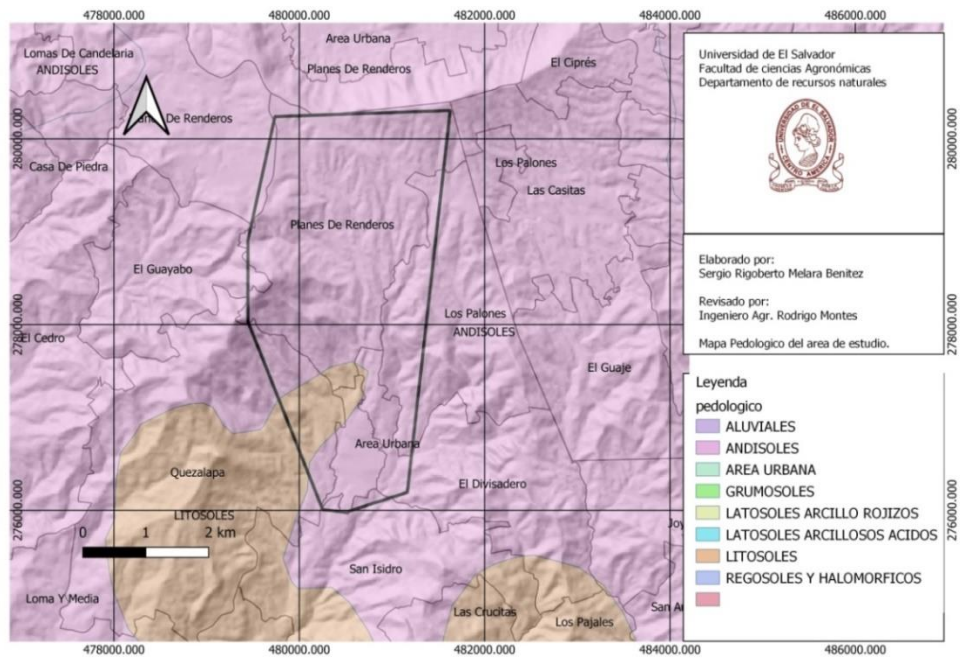 478000.000 480000.000 482000.000 484000.000 486000.000
Lomas De Candelaria
ANDISOLES
Area Urbana
Planes De Renderos
El Ciprés
De Renderos
280000.000
280000.000
Casa De Piedra
Los Palones
Las Casitas
Planes De Renderos
El Guayabo
Los Palones
ANDISOLES
278000.000
278000.000
El Cedro
El Guaje
Area Urbana
Quezalapa
El Divisadero
LITOSOLES
276000.000
276000.000
0 1 2 km
San Isidro
Loma Y Media
Las Crucitas
Los Pajales
478000.000 480000.000 482000.000 484000.000 486000.000
Universidad de El Salvador
Facultad de ciencias Agronómicas
Departamento de recursos naturales
Elaborado por:
Sergio Rigoberto Melara Benitez
Revisado por:
Ingeniero Agr. Rodrigo Montes
Mapa Pedologico del area de estudio.
Leyenda
pedologico
ALUVIALES
ANDISOLES
AREA URBANA
GRUMOSOLES
LATOSOLES ARCILLO ROJIZOS
LATOSOLES ARCILLOSOS ACIDOS
LITOSOLES
REGOSOLES Y HALOMORFICOS